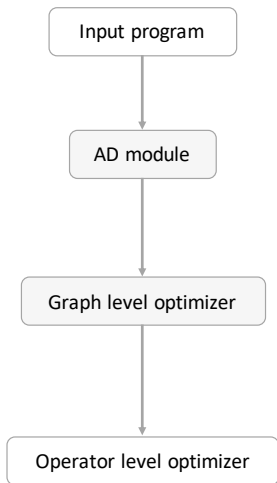 Input program
AD module
Graph level optimizer
Operator level optimizer